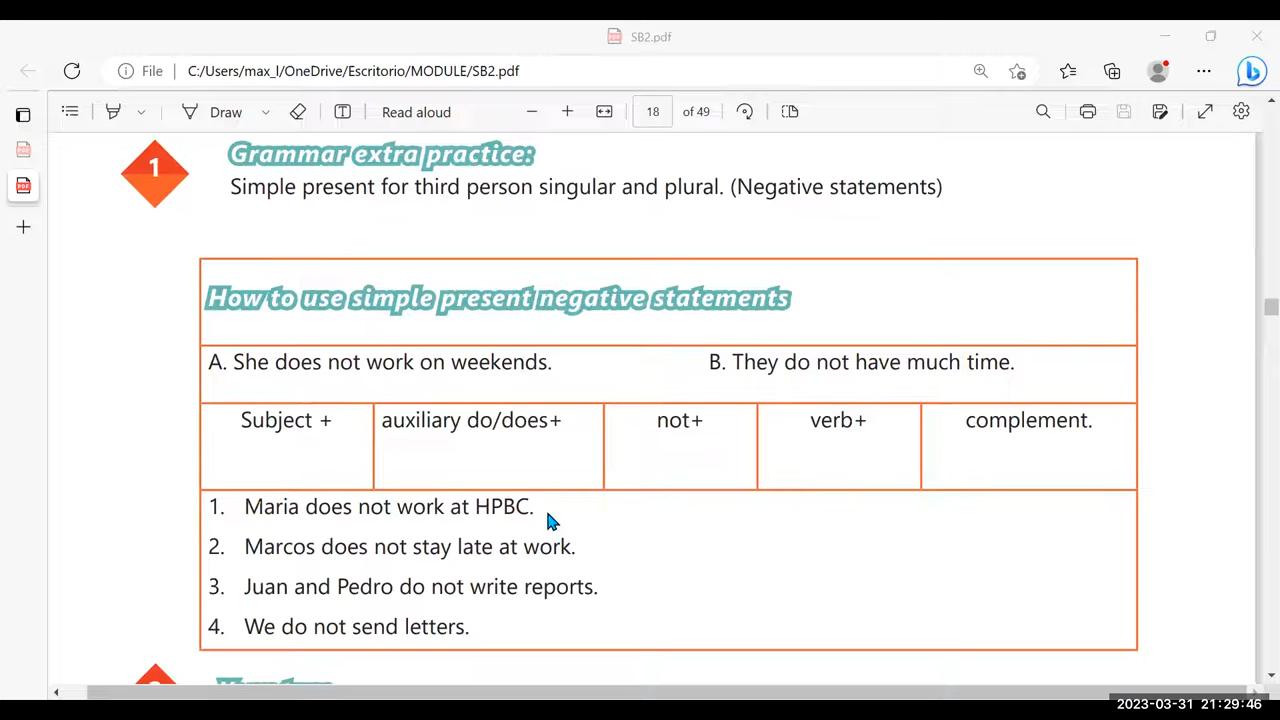 SB2.pdf
File C:/Users/max_l/OneDrive/Escritorio/MODULE/SB2.pdf
Draw Read aloud 18 of 49
1
Grammar extra practice:
Simple present for third person singular and plural. (Negative statements)
How to use simple present negative statements
A. She does not work on weekends. B. They do not have much time.
Subject + auxiliary do/does+ not+ verb+ complement.
1. Maria does not work at HPBC.
2. Marcos does not stay late at work.
3. Juan and Pedro do not write reports.
4. We do not send letters.
2023-03-31 21:29:46